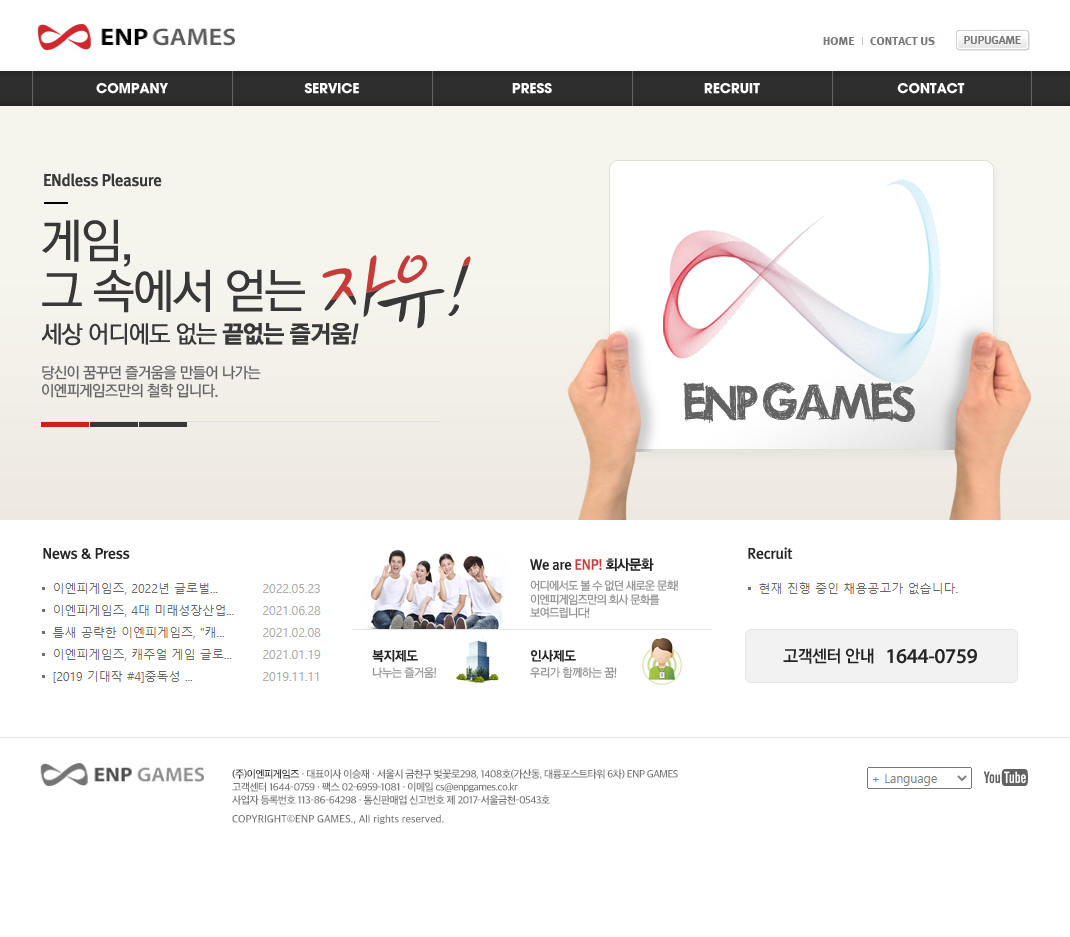 ENP GAMES
HOME
CONTACT US
PUPUGAME
COMPANY
SERVICE
PRESS
RECRUIT
CONTACT
ENdless Pleasure
게임,
그 속에서 얻는 자유!
세상 어디에도 없는 끝없는 즐거움!
당신이 꿈꾸던 즐거움을 만들어 나가는
이엔피게임즈만의 철학 입니다.
ENP GAMES
News & Press
이엔피게임즈, 2022년 글로벌... 2022.05.23
이엔피게임즈, 4대 미래성장산업... 2021.06.28
틈새 공략한 이엔피게임즈, "캐... 2021.02.08
이엔피게임즈, 캐주얼 게임 글로... 2021.01.19
[2019 기대작 #4]중독성 ... 2019.11.11
We are ENP! 회사문화
어디에서도 볼 수 없던 새로운 문화!
이엔피게임즈만의 회사 문화를
보여드립니다!
복지제도
나누는 즐거움!
인사제도
우리가 함께하는 꿈!
Recruit
현재 진행 중인 채용공고가 없습니다.
고객센터 안내 1644-0759
ENP GAMES
(주)이엔피게임즈 · 대표이사 이승재 · 서울시 금천구 빚꽃로298, 1408호(가산동, 대륭포스트타워 6차) ENP GAMES
고객센터 1644-0759 · 팩스 02-6959-1081 · 이메일 cs@enpgames.co.kr
사업자 등록번호 113-86-64298 · 통신판매업 신고번호 제 2017-서울금천-0543호
COPYRIGHT©ENP GAMES., All rights reserved.
+ Language
YouTube